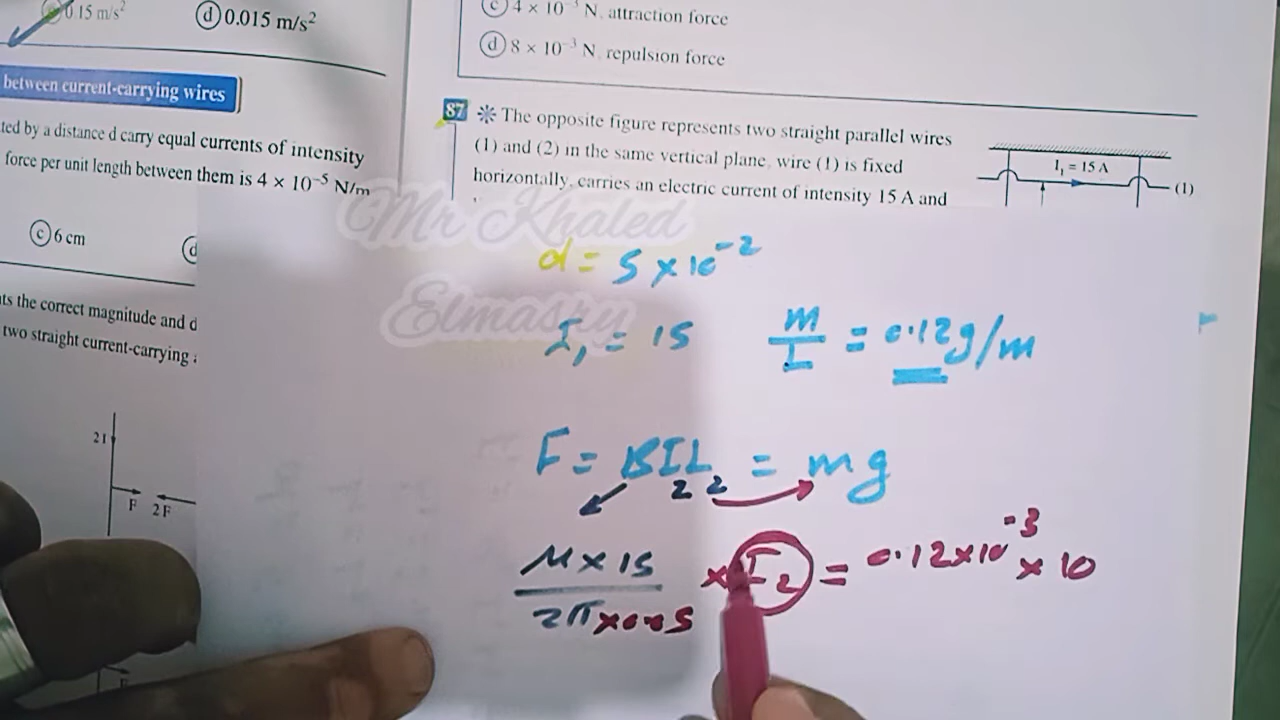 0.15 m/s²
ⓓ 0.015 m/s²
between current-carrying wires
ted by a distance d carry equal currents of intensity
force per unit length between them is 4 × 10⁻⁵ N/m
ⓒ 6 cm
ts the correct magnitude and d
two straight current-carrying
2I
F 2F
ⓒ 4 × 10⁻³ N, attraction force
ⓓ 8 × 10⁻³ N, repulsion force
87 ✻ The opposite figure represents two straight parallel wires
(1) and (2) in the same vertical plane, wire (1) is fixed
horizontally, carries an electric current of intensity 15 A and
I₁ = 15 A
(1)
Mr Khaled
Elmasry
d = 5 × 10⁻²
I₁ = 15
m/L = 0.12 g/m
F = BI₂L₂ = mg
μ × 15 / 2π × 0.05 × I₂ = 0.12 × 10⁻³ × 10